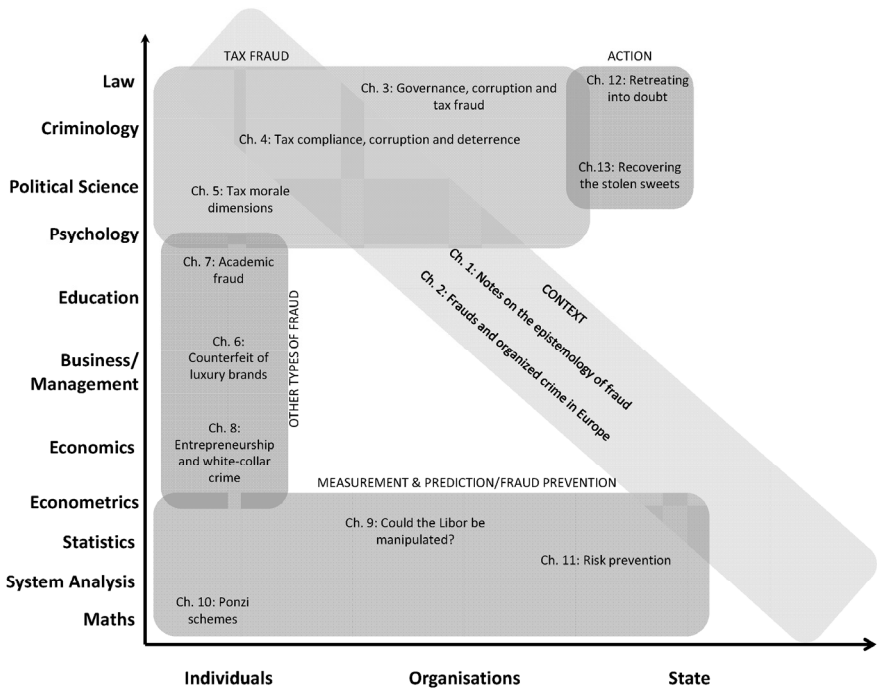 TAX FRAUD
ACTION
Law
Criminology
Political Science
Psychology
Education
Business/
Management
Economics
Econometrics
Statistics
System Analysis
Maths
Ch. 3: Governance, corruption and
tax fraud
Ch. 4: Tax compliance, corruption and deterrence
Ch. 5: Tax morale
dimensions
Ch. 12: Retreating
into doubt
Ch.13: Recovering
the stolen sweets
Ch. 7: Academic
fraud
Ch. 6:
Counterfeit of
luxury brands
Ch. 8:
Entrepreneurship
and white-collar
crime
OTHER TYPES OF FRAUD
CONTEXT
Ch. 1: Notes on the epistemology of fraud
Ch. 2: Frauds and organized crime in Europe
MEASUREMENT & PREDICTION/FRAUD PREVENTION
Ch. 9: Could the Libor be
manipulated?
Ch. 11: Risk prevention
Ch. 10: Ponzi
schemes
Individuals
Organisations
State